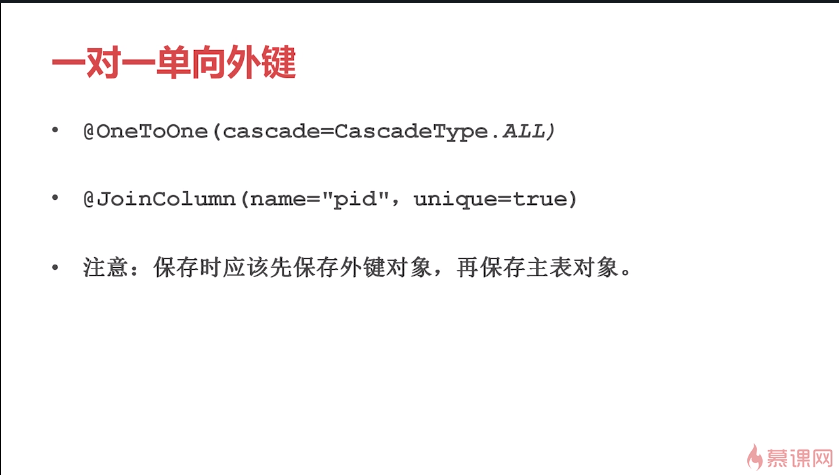 一对一单向外键
• @OneToOne(cascade=CascadeType.ALL)
• @JoinColumn(name="pid"，unique=true)
• 注意：保存时应该先保存外键对象，再保存主表对象。
慕课网